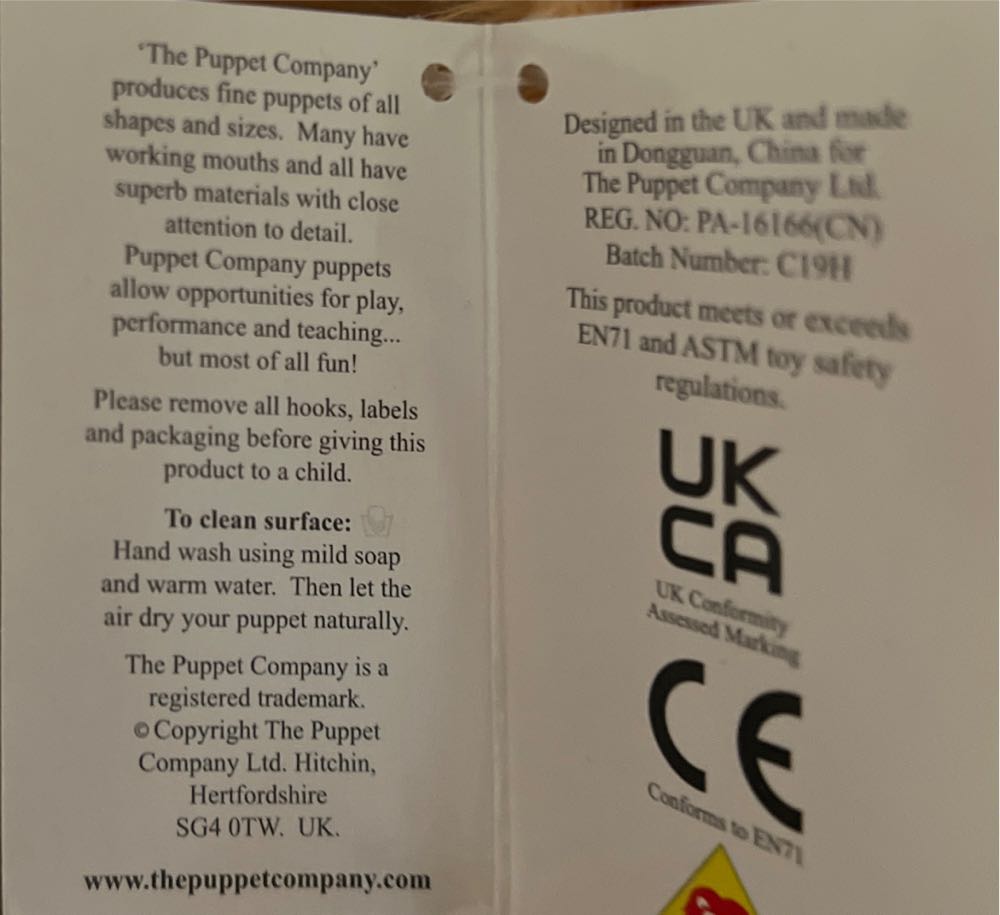 'The Puppet Company'
produces fine puppets of all
shapes and sizes. Many have
working mouths and all have
superb materials with close
attention to detail.
Puppet Company puppets
allow opportunities for play,
performance and teaching...
but most of all fun!
Please remove all hooks, labels
and packaging before giving this
product to a child.
To clean surface:
Hand wash using mild soap
and warm water. Then let the
air dry your puppet naturally.
The Puppet Company is a
registered trademark.
© Copyright The Puppet
Company Ltd. Hitchin,
Hertfordshire
SG4 0TW. UK.
www.thepuppetcompany.com
Designed in the UK and made
in Dongguan, China for
The Puppet Company Ltd.
REG. NO: PA-16166(CN)
Batch Number: C19H
This product meets or exceeds
EN71 and ASTM toy safety
regulations.
UK
CA
UK Conformity
Assessed Marking
CE
Conforms to EN71